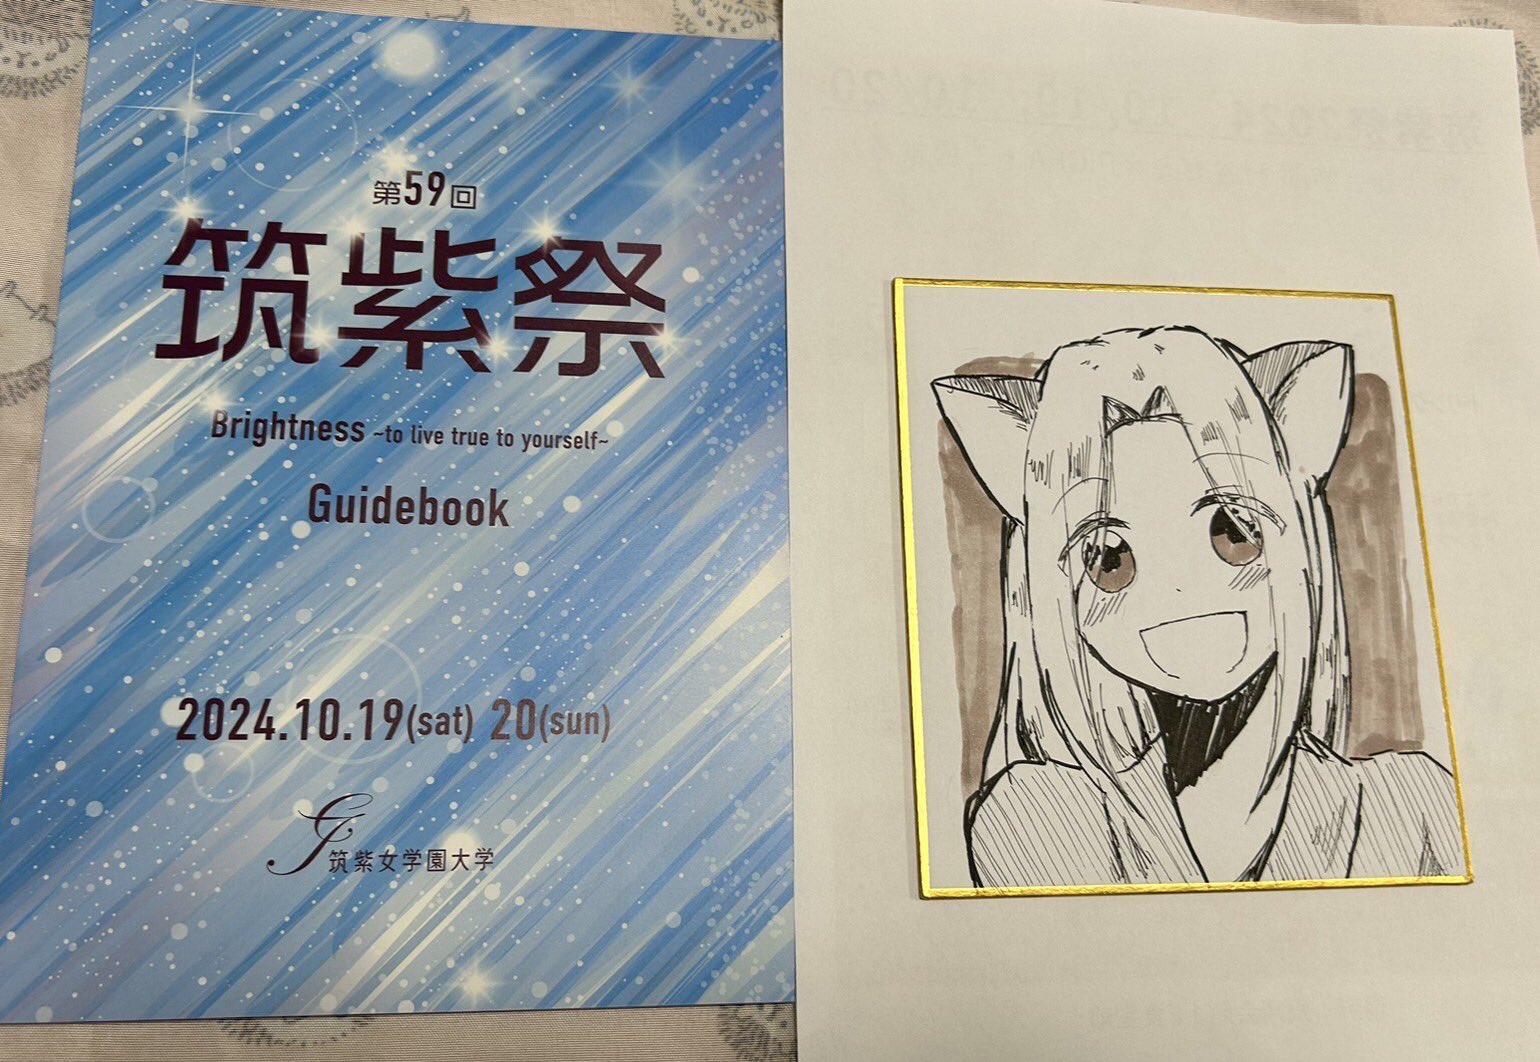 第59回
筑紫祭
Brightness ~to live true to yourself~
Guidebook
2024.10.19(sat) 20(sun)
筑紫女学園大学